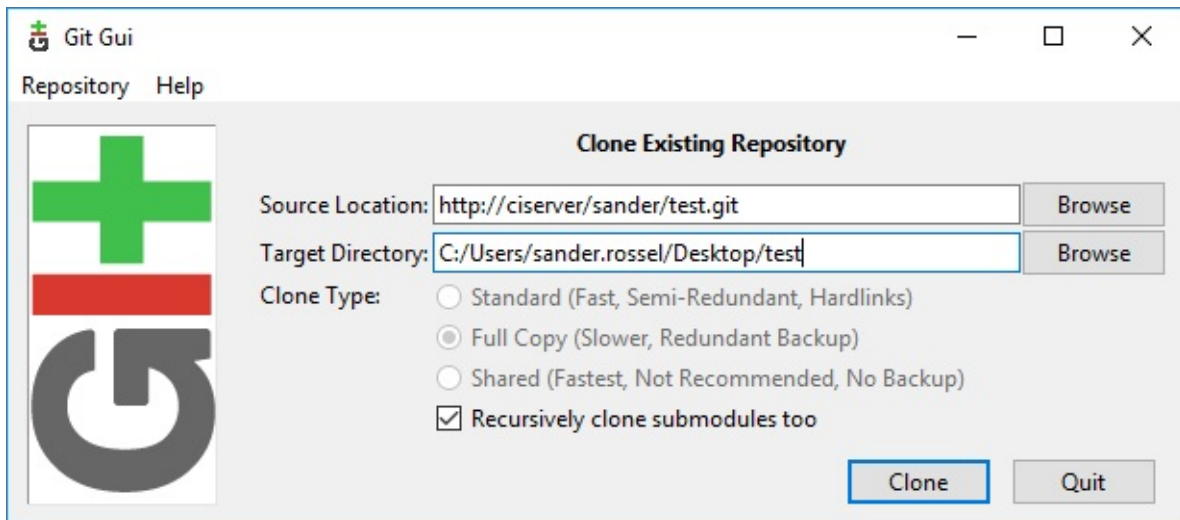 Git Gui
Repository Help
Clone Existing Repository
Source Location: http://ciserver/sander/test.git Browse
Target Directory: C:/Users/sander.rossel/Desktop/test Browse
Clone Type: Standard (Fast, Semi-Redundant, Hardlinks)
Full Copy (Slower, Redundant Backup)
Shared (Fastest, Not Recommended, No Backup)
Recursively clone submodules too
Clone Quit
GIT